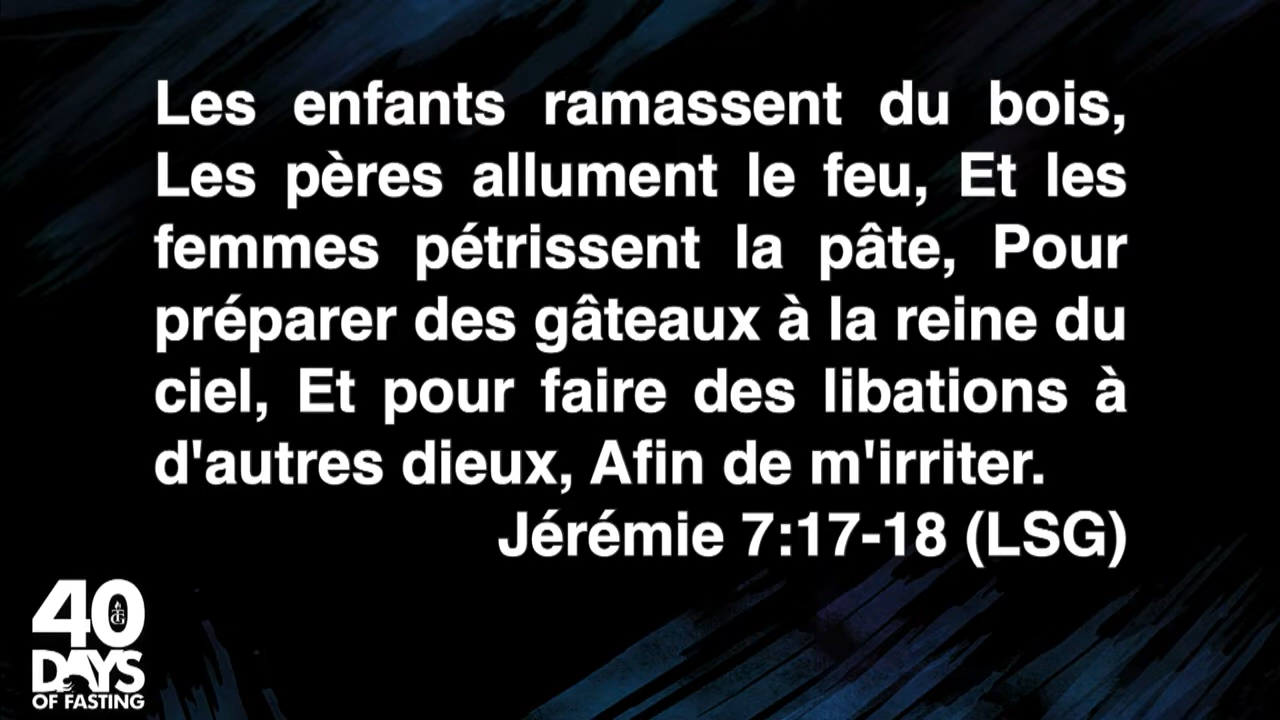 Les enfants ramassent du bois,
Les pères allument le feu, Et les
femmes pétrissent la pâte, Pour
préparer des gâteaux à la reine du
ciel, Et pour faire des libations à
d'autres dieux, Afin de m'irriter.
Jérémie 7:17-18 (LSG)
40
DAYS
OF FASTING